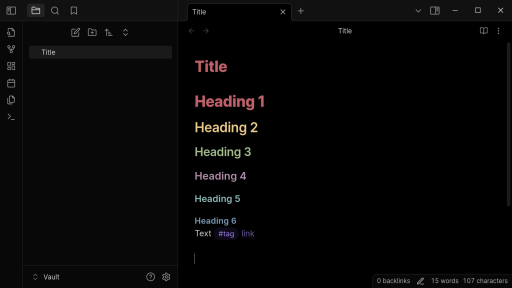 Title
Title
Title
Title
Heading 1
Heading 2
Heading 3
Heading 4
Heading 5
Heading 6
Text #tag link
Vault
0 backlinks 15 words 107 characters